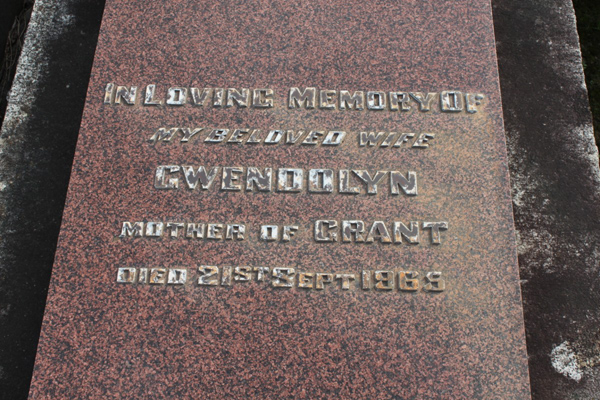 IN LOVING MEMORY OF
MY BELOVED WIFE
GWENDOLYN
MOTHER OF GRANT
DIED 21ST SEPT 1969